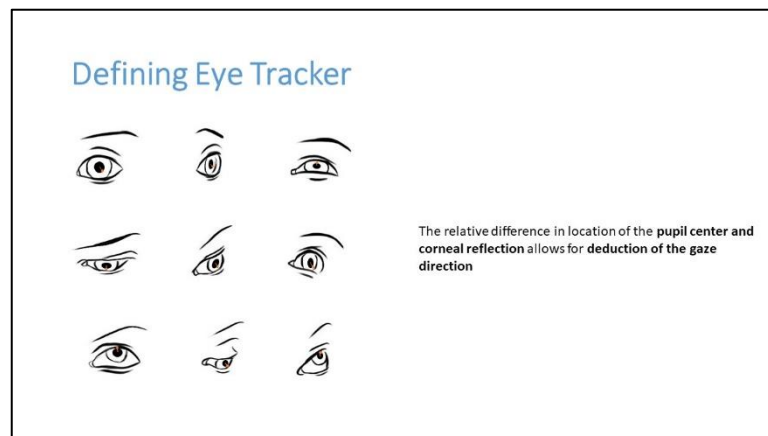 Defining Eye Tracker
The relative difference in location of the pupil center and
corneal reflection allows for deduction of the gaze
direction